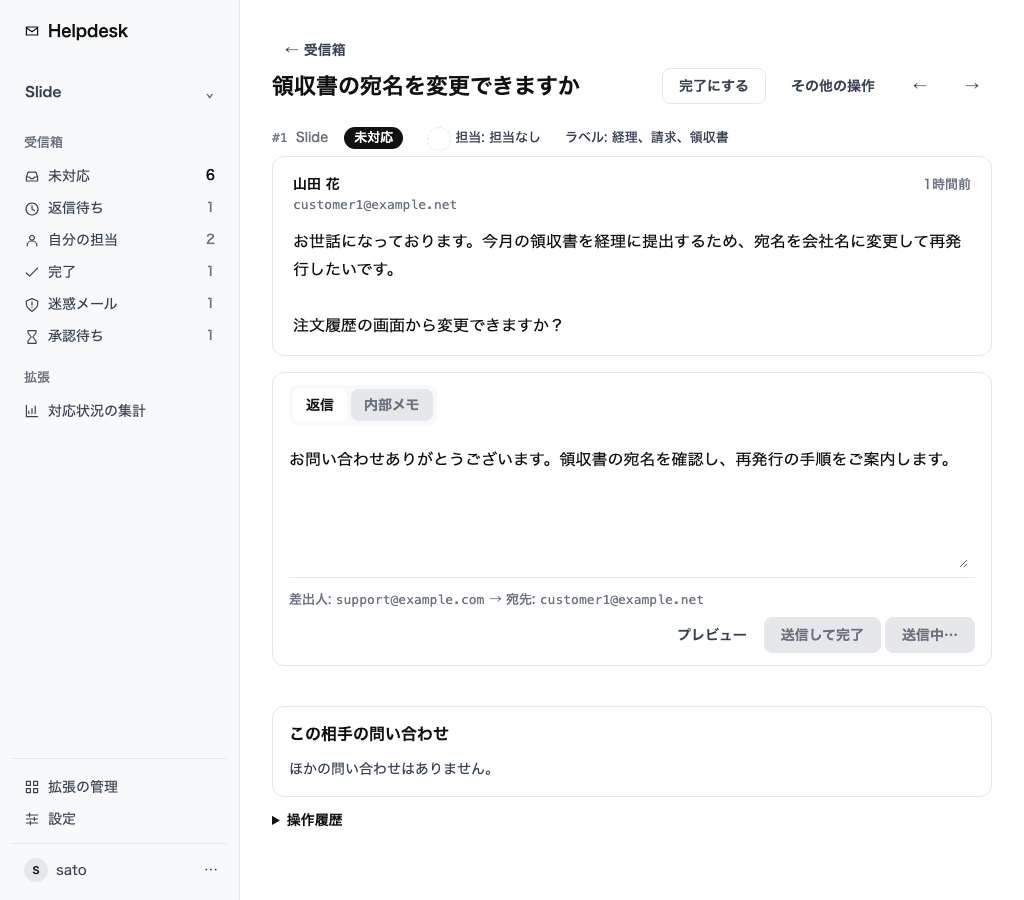 Helpdesk
Slide
受信箱
未対応 6
返信待ち 1
自分の担当 2
完了 1
迷惑メール 1
承認待ち 1
拡張
対応状況の集計
拡張の管理
設定
S sato …
← 受信箱
領収書の宛名を変更できますか 完了にする その他の操作 ← →
#1 Slide 未対応 担当: 担当なし ラベル: 経理、請求、領収書
山田 花 1時間前
customer1@example.net
お世話になっております。今月の領収書を経理に提出するため、宛名を会社名に変更して再発
行したいです。
注文履歴の画面から変更できますか？
返信 内部メモ
お問い合わせありがとうございます。領収書の宛名を確認し、再発行の手順をご案内します。
差出人: support@example.com → 宛先: customer1@example.net
プレビュー 送信して完了 送信中…
この相手の問い合わせ
ほかの問い合わせはありません。
▶ 操作履歴